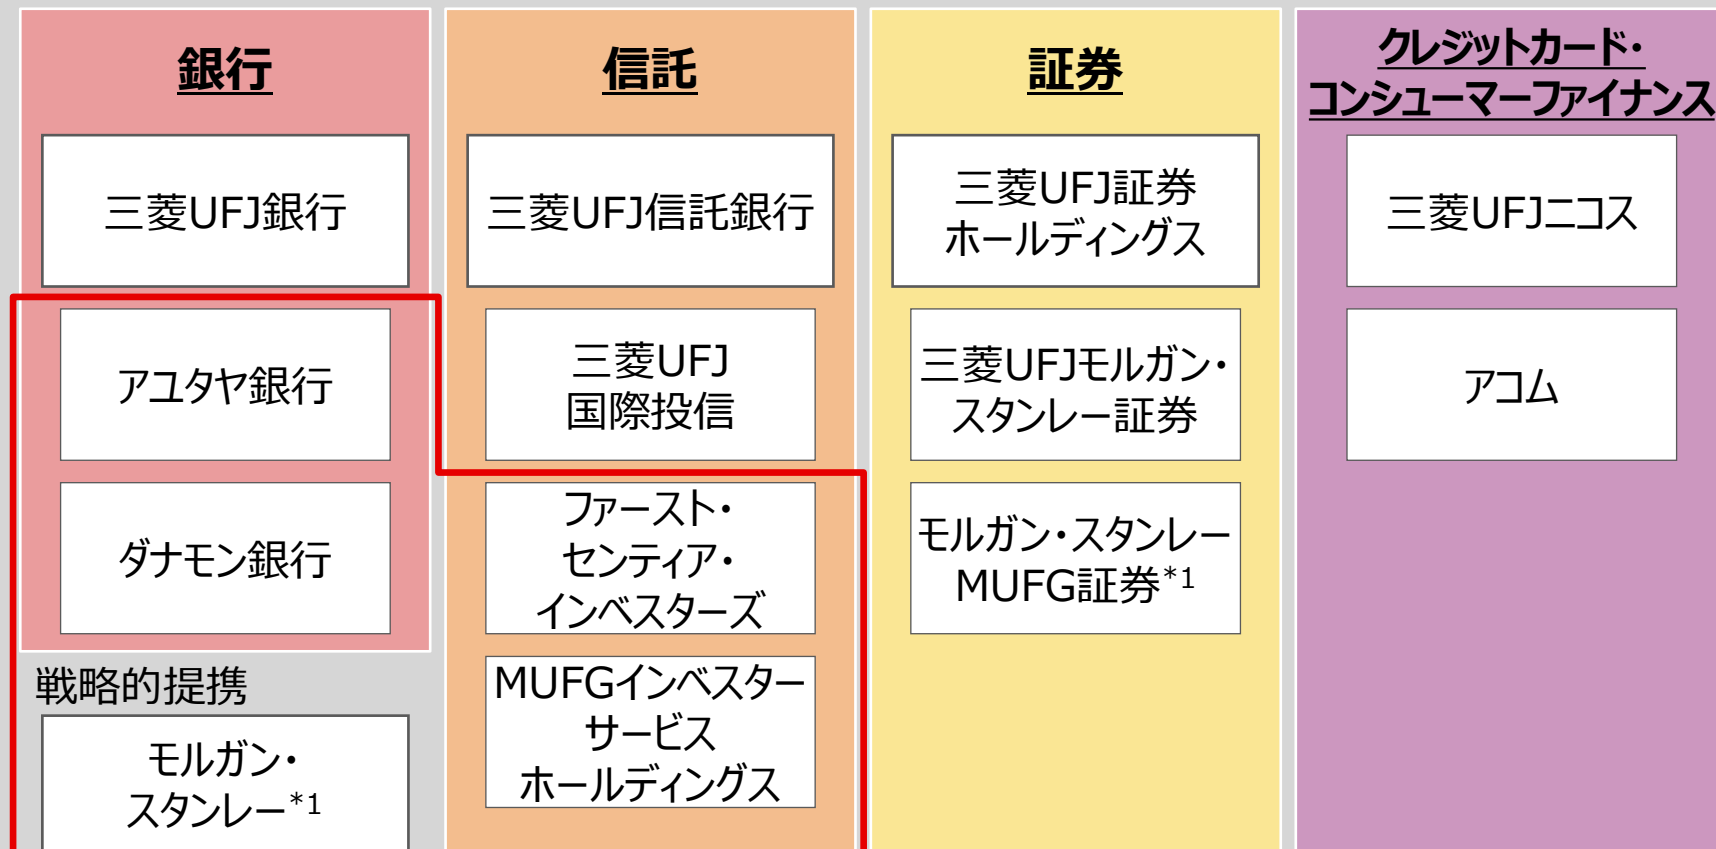 銀行
三菱UFJ銀行
アユタヤ銀行
ダナモン銀行
戦略的提携
モルガン・
スタンレー*1
信託
三菱UFJ信託銀行
三菱UFJ
国際投信
ファースト・
センティア・
インベスターズ
MUFGインベスター
サービス
ホールディングス
証券
三菱UFJ証券
ホールディングス
三菱UFJモルガン・
スタンレー証券
モルガン・スタンレー
MUFG証券*1
クレジットカード・
コンシューマーファイナンス
三菱UFJニコス
アコム